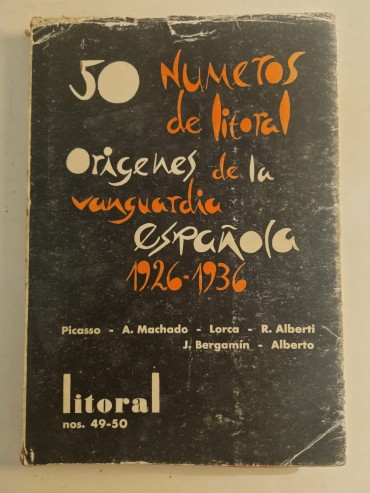 50 Numeros
de litoral
Origenes de la
vanguardia
española
1926-1936
Picasso - A. Machado - Lorca - R. Alberti
J. Bergamín - Alberto
litoral
nos. 49-50